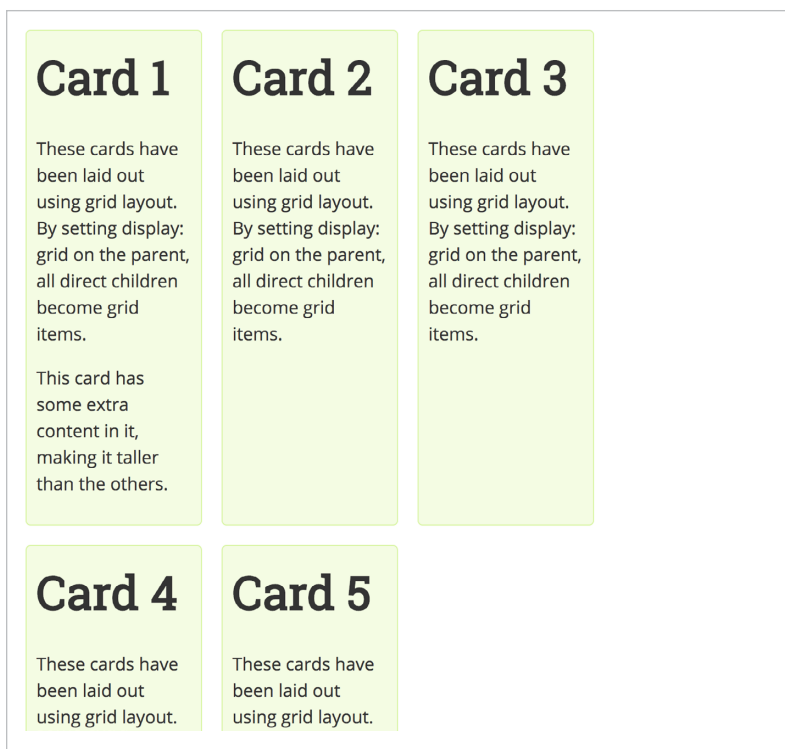 Card 1
These cards have
been laid out
using grid layout.
By setting display:
grid on the parent,
all direct children
become grid
items.
This card has
some extra
content in it,
making it taller
than the others.
Card 2
These cards have
been laid out
using grid layout.
By setting display:
grid on the parent,
all direct children
become grid
items.
Card 3
These cards have
been laid out
using grid layout.
By setting display:
grid on the parent,
all direct children
become grid
items.
Card 4
These cards have
been laid out
using grid layout.
Card 5
These cards have
been laid out
using grid layout.